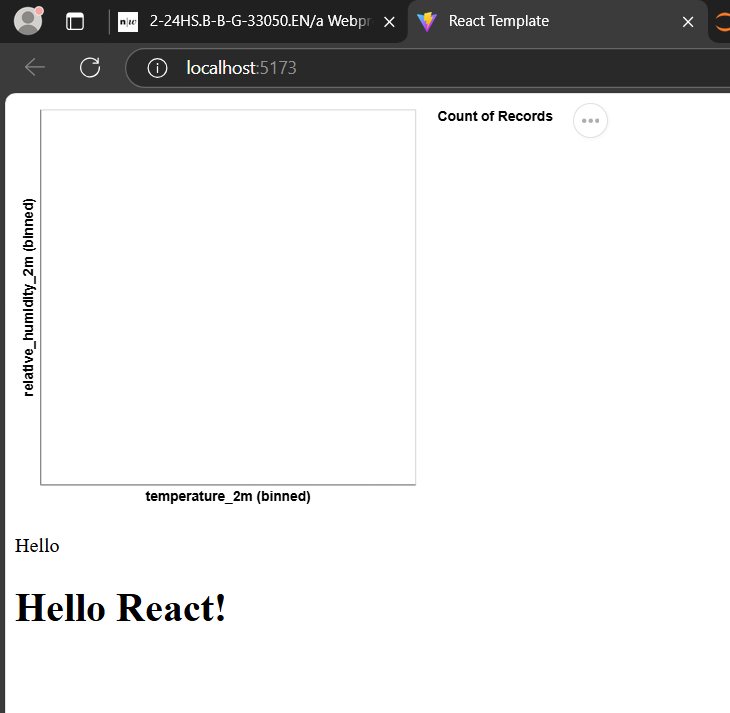 n|w
2-24HS.B-B-G-33050.EN/a Webpr
React Template
localhost:5173
Count of Records
relative_humidity_2m (binned)
temperature_2m (binned)
Hello
Hello React!